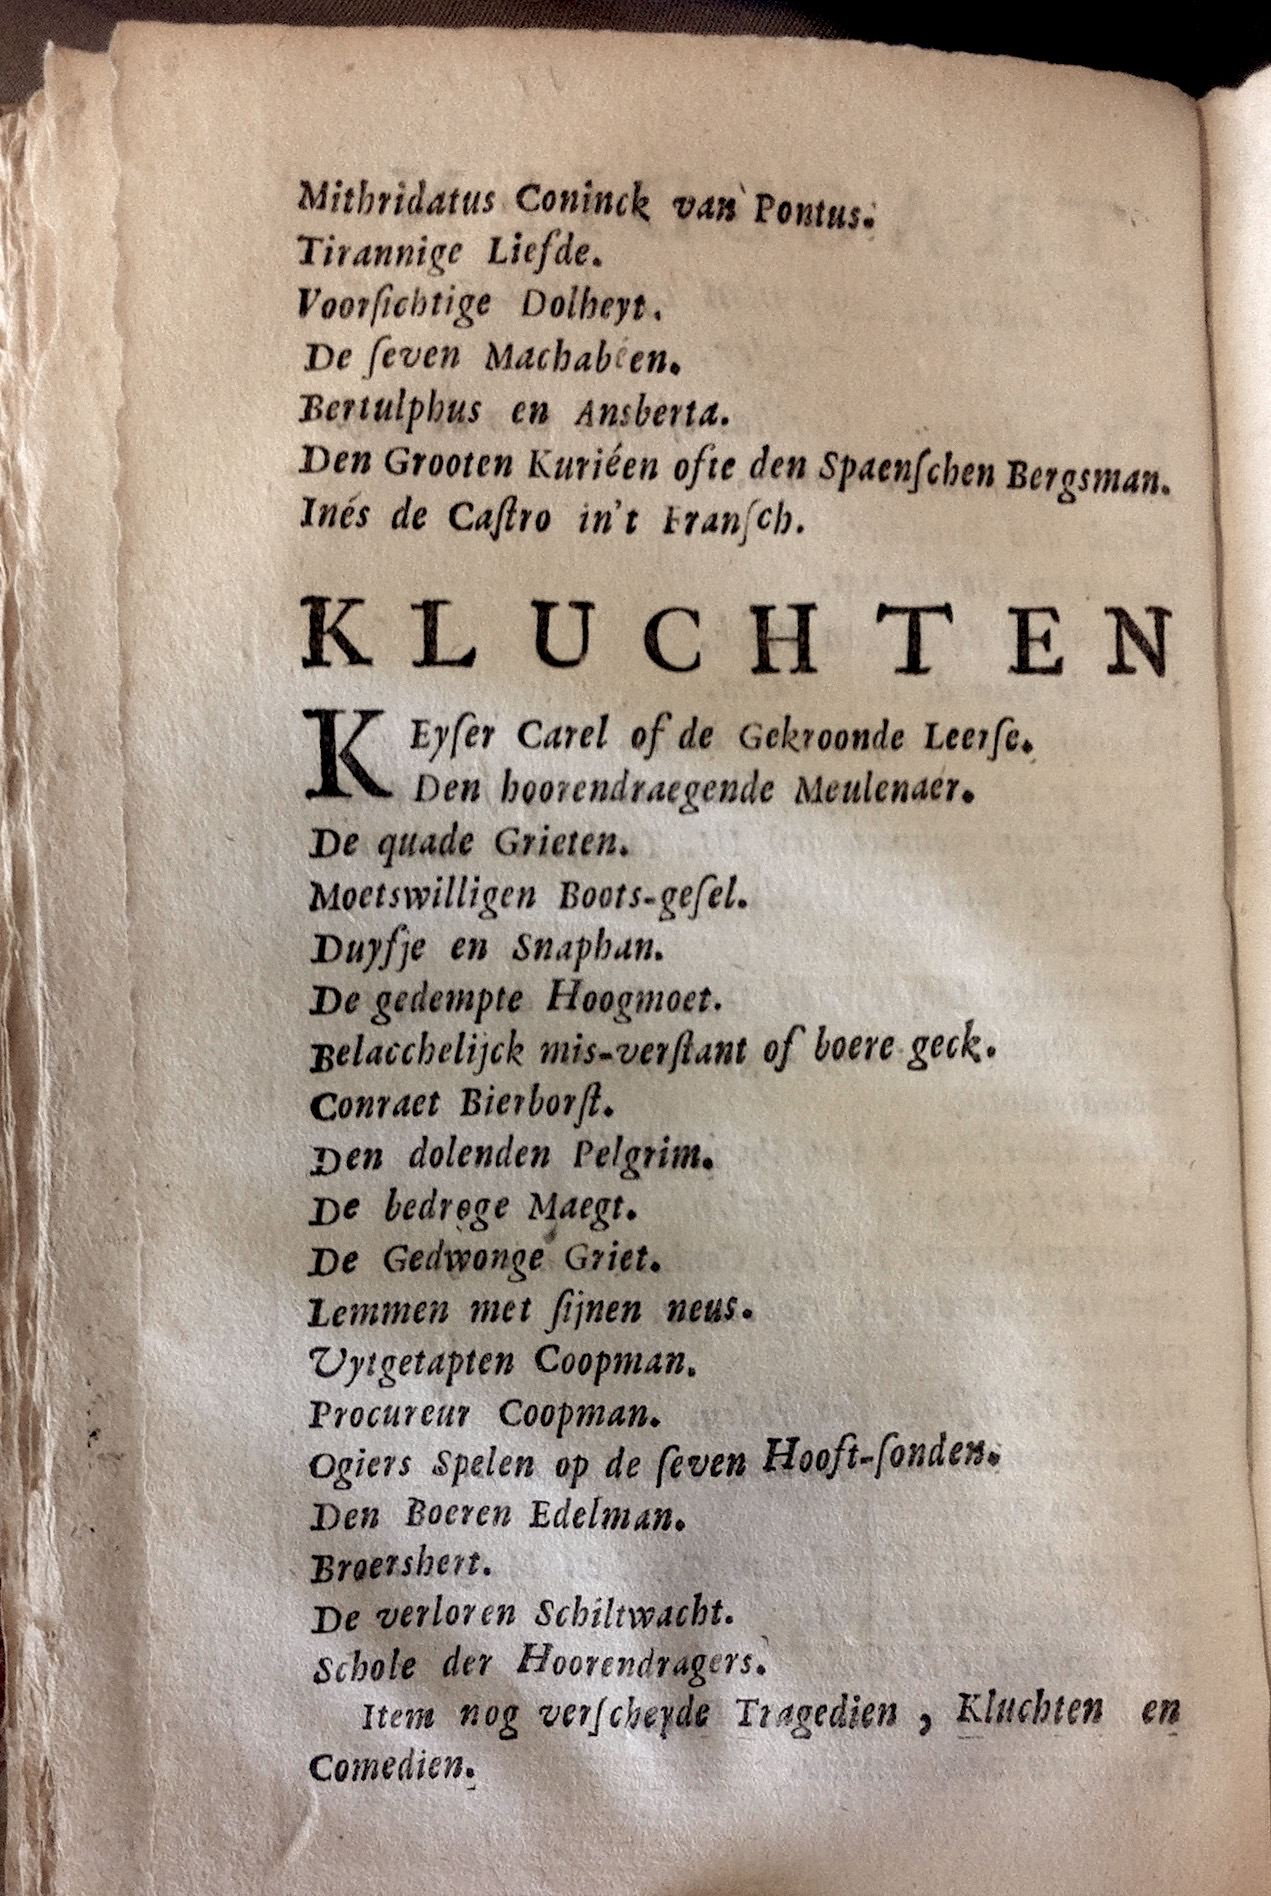 Mithridatus Coninck van Pontus.
Tirannige Liefde.
Voorſichtige Dolheyt.
De ſeven Machabéen.
Bertulphus en Ansberta.
Den Grooten Kuriéen ofte den Spaenſchen Bergsman.
Inés de Caſtro in't Franſch.
KLUCHTEN
KEyſer Carel of de Gekroonde Leerſe.
Den hoorendraegende Meulenaer.
De quade Grieten.
Moetswilligen Boots-geſel.
Duyfje en Snaphan.
De gedempte Hoogmoet.
Belacchelijck mis-verſtant of boere geck.
Conraet Bierborſt.
Den dolenden Pelgrim.
De bedroge Maegt.
De Gedwonge Griet.
Lemmen met ſijnen neus.
Uytgetapten Coopman.
Procureur Coopman.
Ogiers Spelen op de ſeven Hooft-ſonden.
Den Boeren Edelman.
Broershert.
De verloren Schiltwacht.
Schole der Hoorendragers.
Item nog verſcheyde Tragedien, Kluchten en
Comedien.